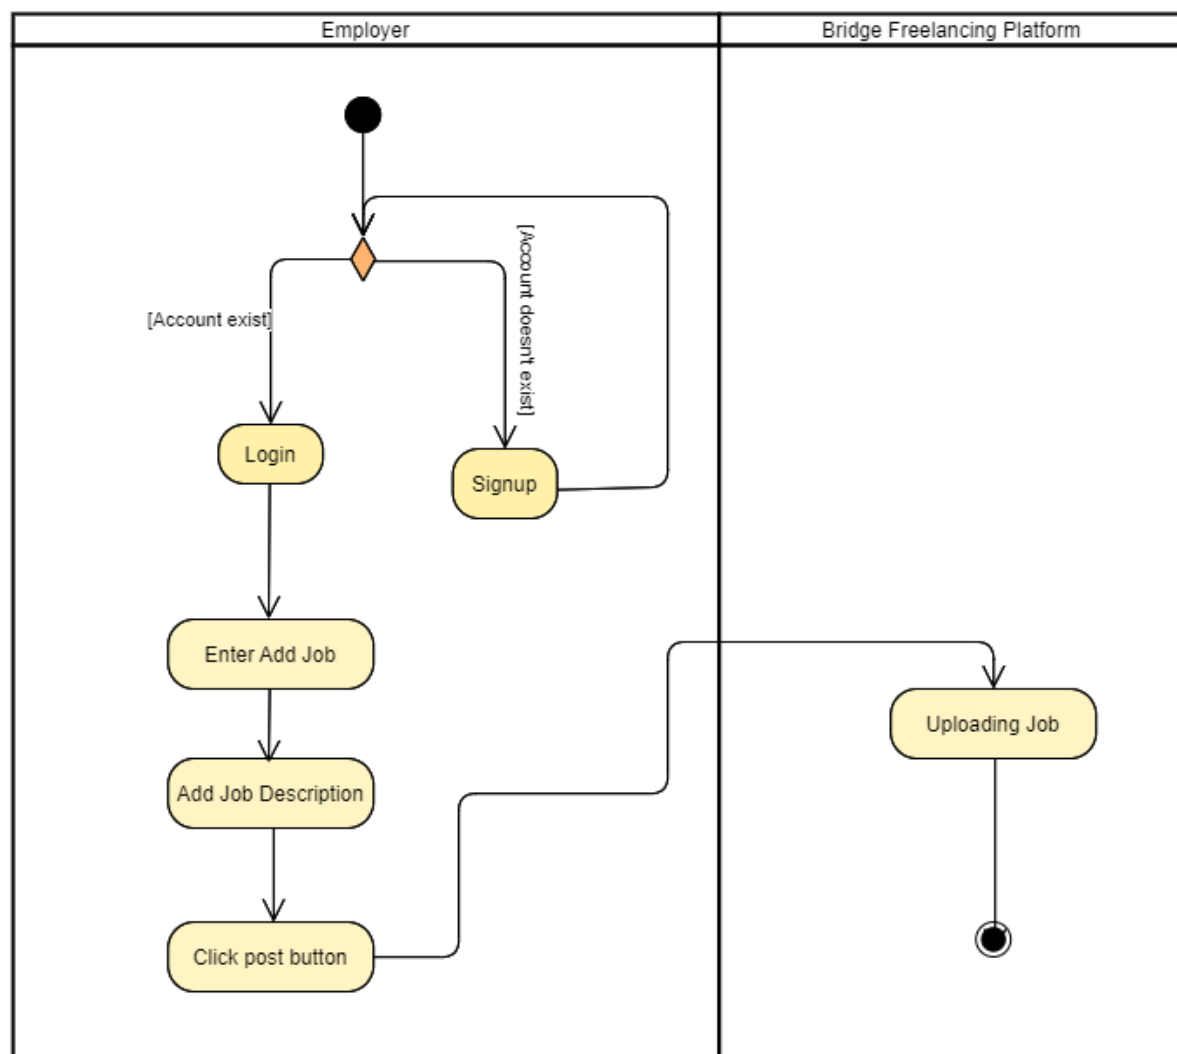 Employer
Bridge Freelancing Platform
[Account exist]
[Account doesn't exist]
Login
Signup
Enter Add Job
Uploading Job
Add Job Description
Click post button